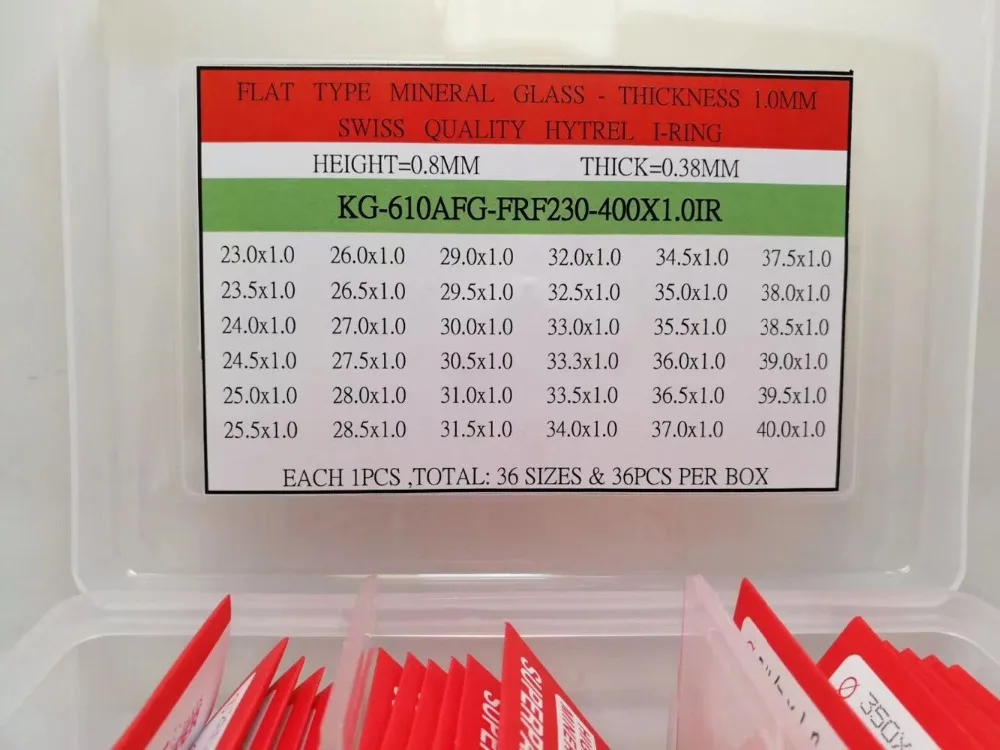 FLAT TYPE MINERAL GLASS - THICKNESS 1.0MM
SWISS QUALITY HYTREL I-RING
HEIGHT=0.8MM THICK=0.38MM
KG-610AFG-FRF230-400X1.0IR
23.0x1.0 26.0x1.0 29.0x1.0 32.0x1.0 34.5x1.0 37.5x1.0
23.5x1.0 26.5x1.0 29.5x1.0 32.5x1.0 35.0x1.0 38.0x1.0
24.0x1.0 27.0x1.0 30.0x1.0 33.0x1.0 35.5x1.0 38.5x1.0
24.5x1.0 27.5x1.0 30.5x1.0 33.3x1.0 36.0x1.0 39.0x1.0
25.0x1.0 28.0x1.0 31.0x1.0 33.5x1.0 36.5x1.0 39.5x1.0
25.5x1.0 28.5x1.0 31.5x1.0 34.0x1.0 37.0x1.0 40.0x1.0
EACH 1PCS ,TOTAL: 36 SIZES & 36PCS PER BOX
Ø 350X